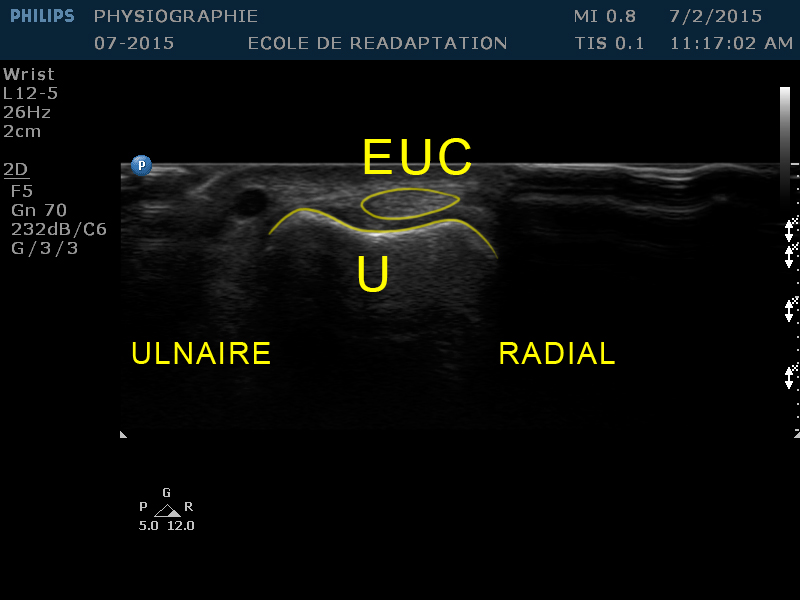 PHILIPS PHYSIOGRAPHIE MI 0.8 7/2/2015
07-2015 ECOLE DE READAPTATION TIS 0.1 11:17:02 AM
Wrist
L12-5
26Hz
2cm
2D
F5
Gn 70
232dB/C6
G/3/3
P
EUC
U
ULNAIRE RADIAL
G
P R
5.0 12.0